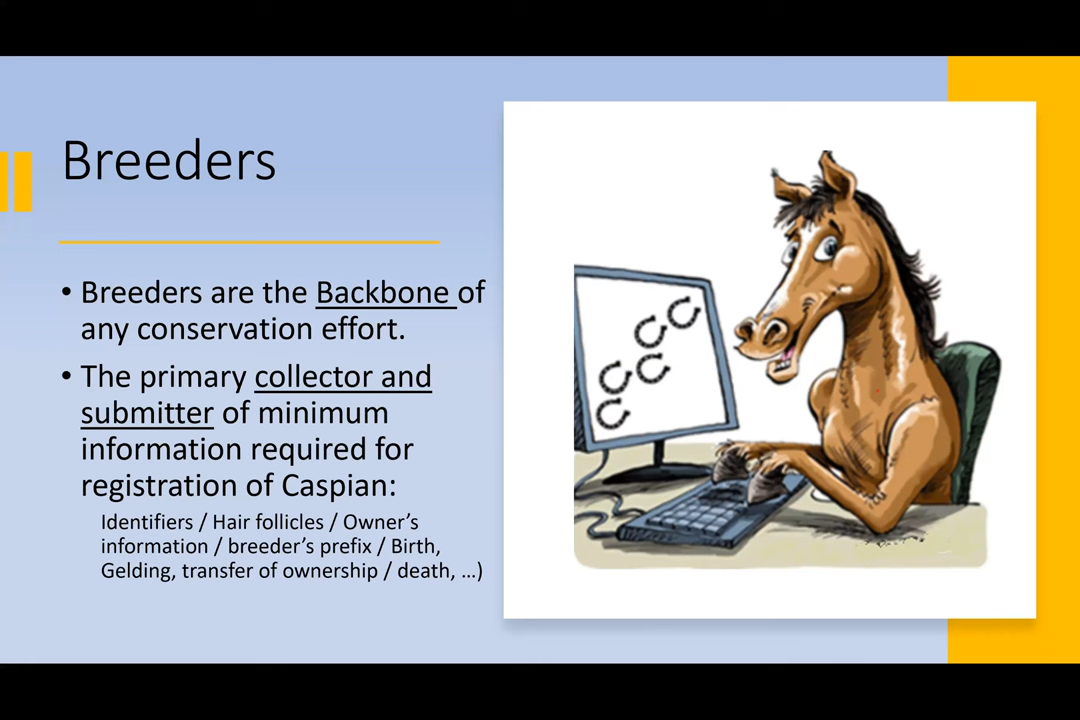 Breeders
• Breeders are the Backbone of
any conservation effort.
• The primary collector and
submitter of minimum
information required for
registration of Caspian:
Identifiers / Hair follicles / Owner’s
information / breeder’s prefix / Birth,
Gelding, transfer of ownership / death, …)